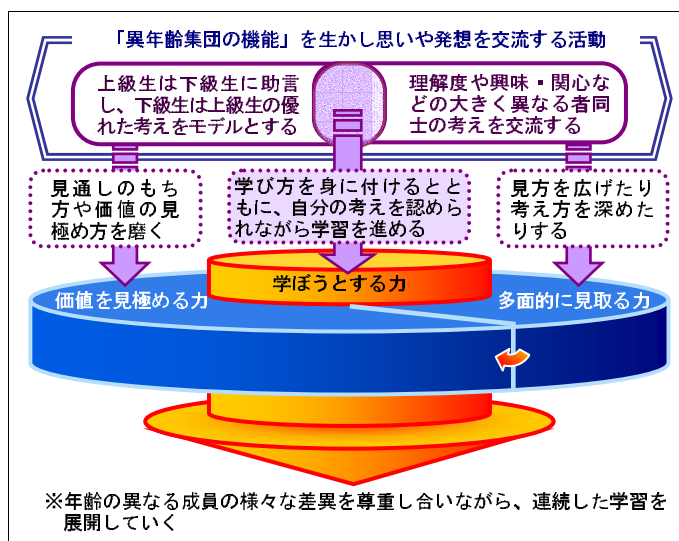 「異年齢集団の機能」を生かし思いや発想を交流する活動
上級生は下級生に助言
し、下級生は上級生の優
れた考えをモデルとする
理解度や興味・関心な
どの大きく異なる者同
士の考えを交流する
見通しのもち
方や価値の見
極め方を磨く
学び方を身に付けるとと
もに、自分の考えを認めら
れながら学習を進める
見方を広げたり
考え方を深めた
りする
価値を見極める力
学ぼうとする力
多面的に見取る力
※年齢の異なる成員の様々な差異を尊重し合いながら、連続した学習を
展開していく